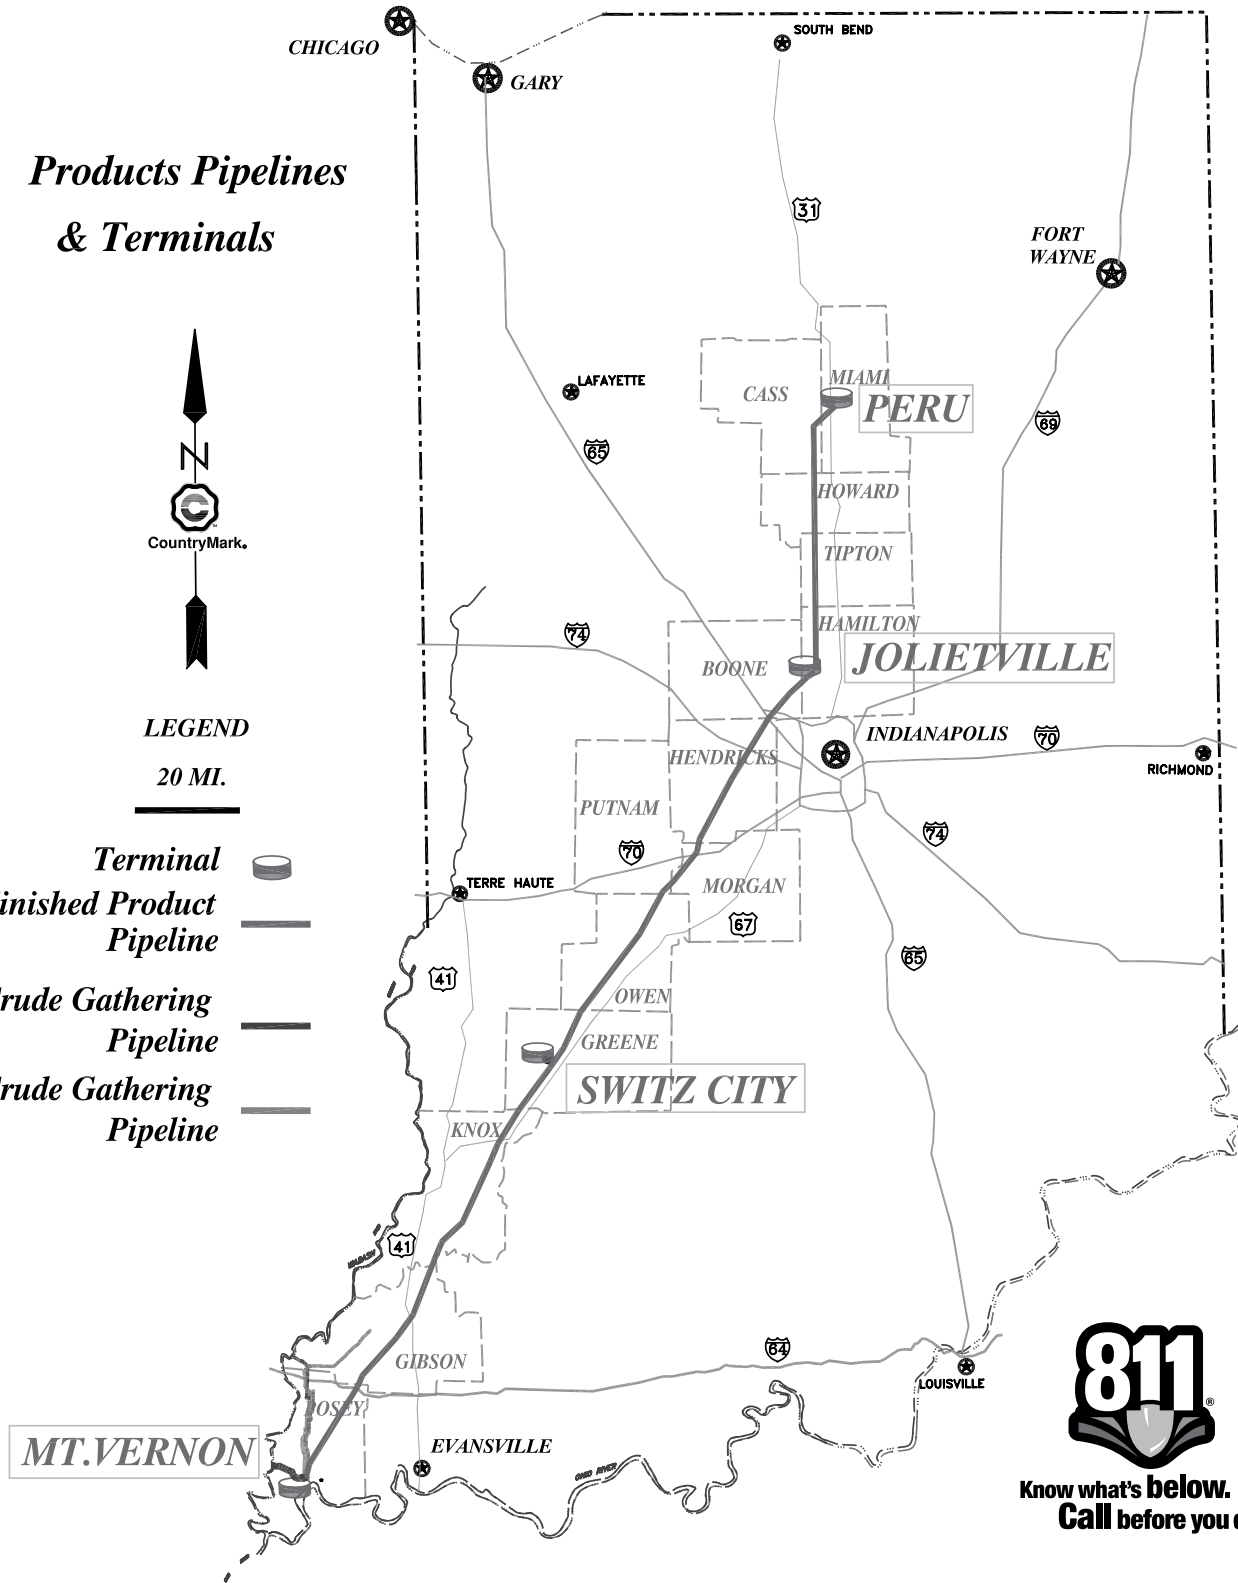 CHICAGO
GARY
SOUTH BEND
Products Pipelines
& Terminals
31
FORT
WAYNE
MIAMI
LAFAYETTE
CASS
PERU
69
65
N
HOWARD
CountryMark
TIPTON
HAMILTON
74
JOLIETVILLE
BOONE
LEGEND
INDIANAPOLIS
70
HENDRICKS
RICHMOND
20 MI.
PUTNAM
74
70
Terminal
TERRE HAUTE
MORGAN
inished Product
Pipeline
67
65
41
rude Gathering
Pipeline
OWEN
GREENE
rude Gathering
Pipeline
SWITZ CITY
KNOX
41
WABASH
64
GIBSON
LOUISVILLE
811®
POSEY
MT.VERNON
EVANSVILLE
OHIO RIVER
Know what's below.
Call before you d